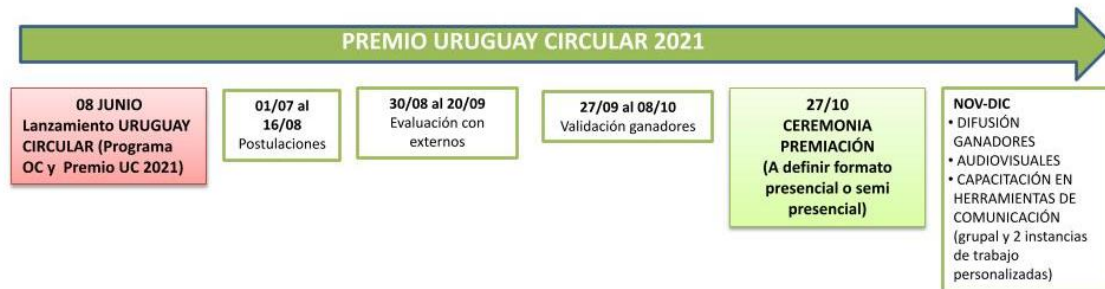 PREMIO URUGUAY CIRCULAR 2021
08 JUNIO
Lanzamiento URUGUAY
CIRCULAR (Programa
OC y Premio UC 2021)
01/07 al
16/08
Postulaciones
30/08 al 20/09
Evaluación con
externos
27/09 al 08/10
Validación ganadores
27/10
CEREMONIA
PREMIACIÓN
(A definir formato
presencial o semi
presencial)
NOV-DIC
• DIFUSIÓN
GANADORES
• AUDIOVISUALES
• CAPACITACIÓN EN
HERRAMIENTAS DE
COMUNICACIÓN
(grupal y 2 instancias
de trabajo
personalizadas)